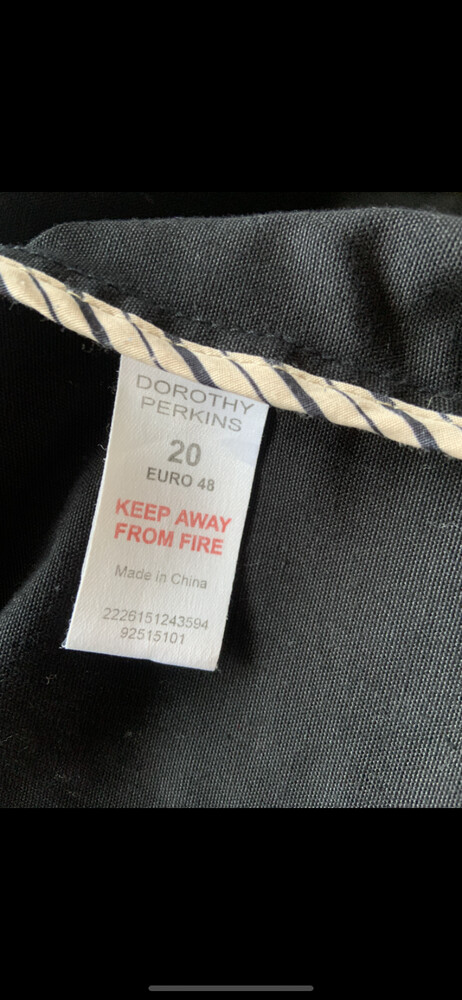 DOROTHY
PERKINS
20
EURO 48
KEEP AWAY
FROM FIRE
Made in China
2226151243594
92515101